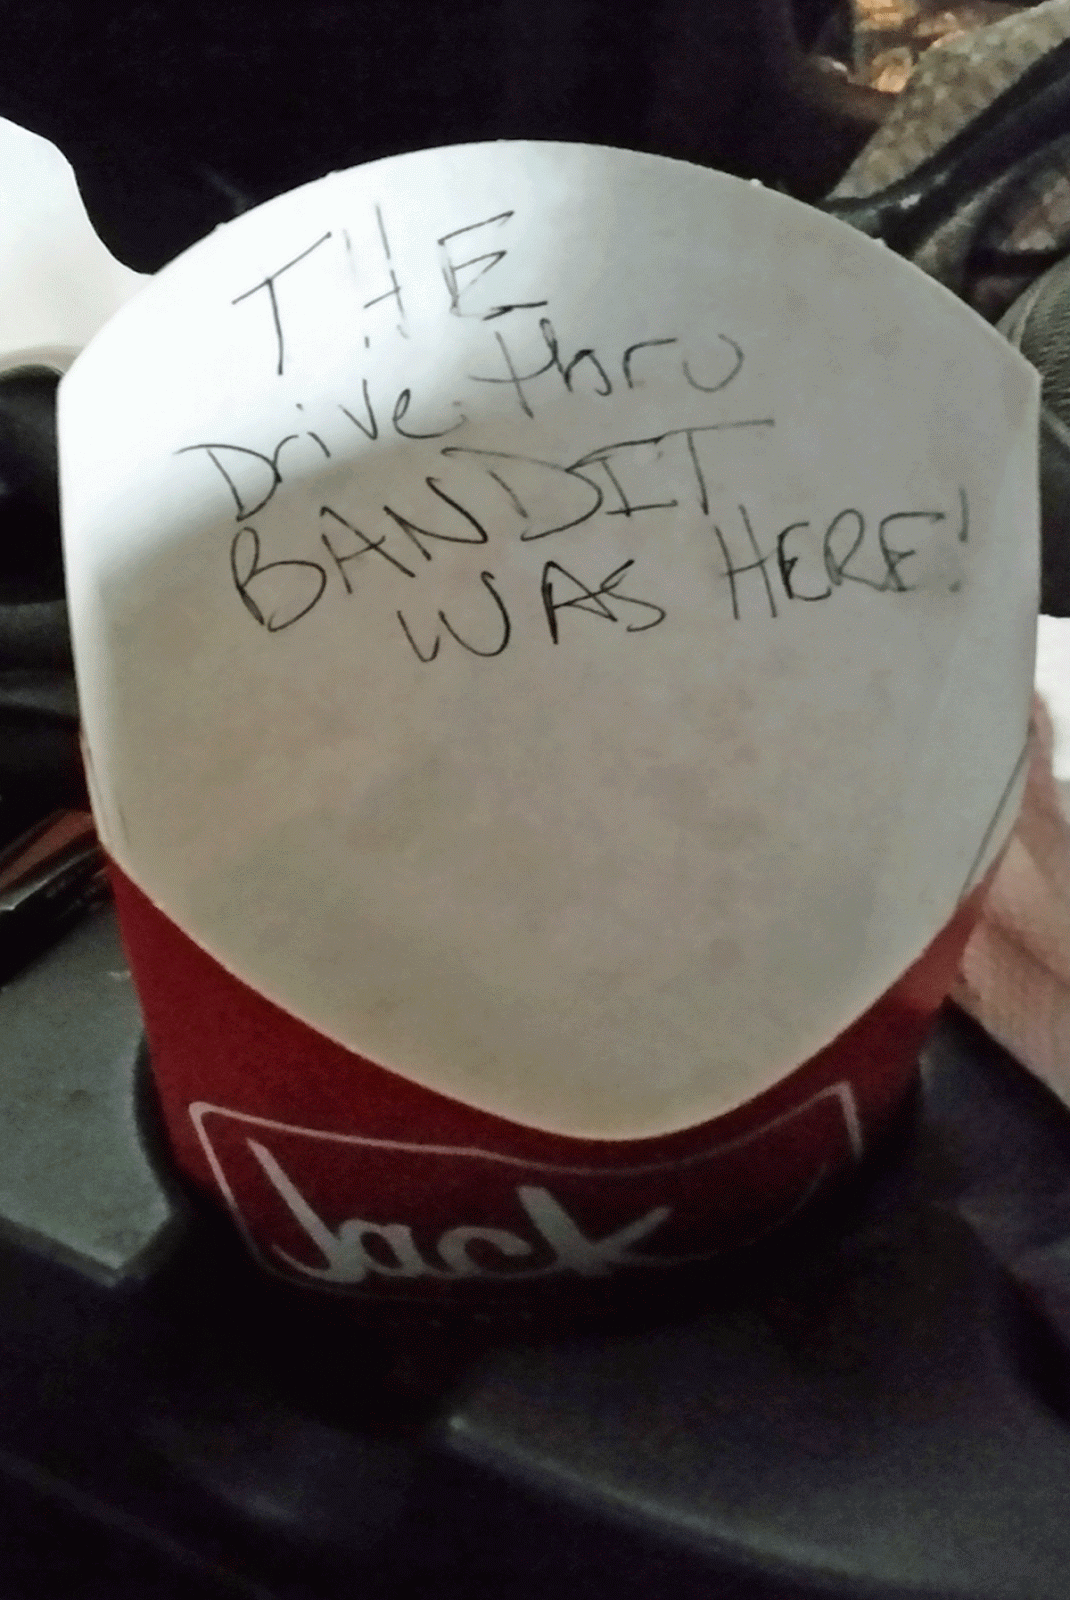 THE
Drive thru
BANDIT
WAS HERE!
Jack